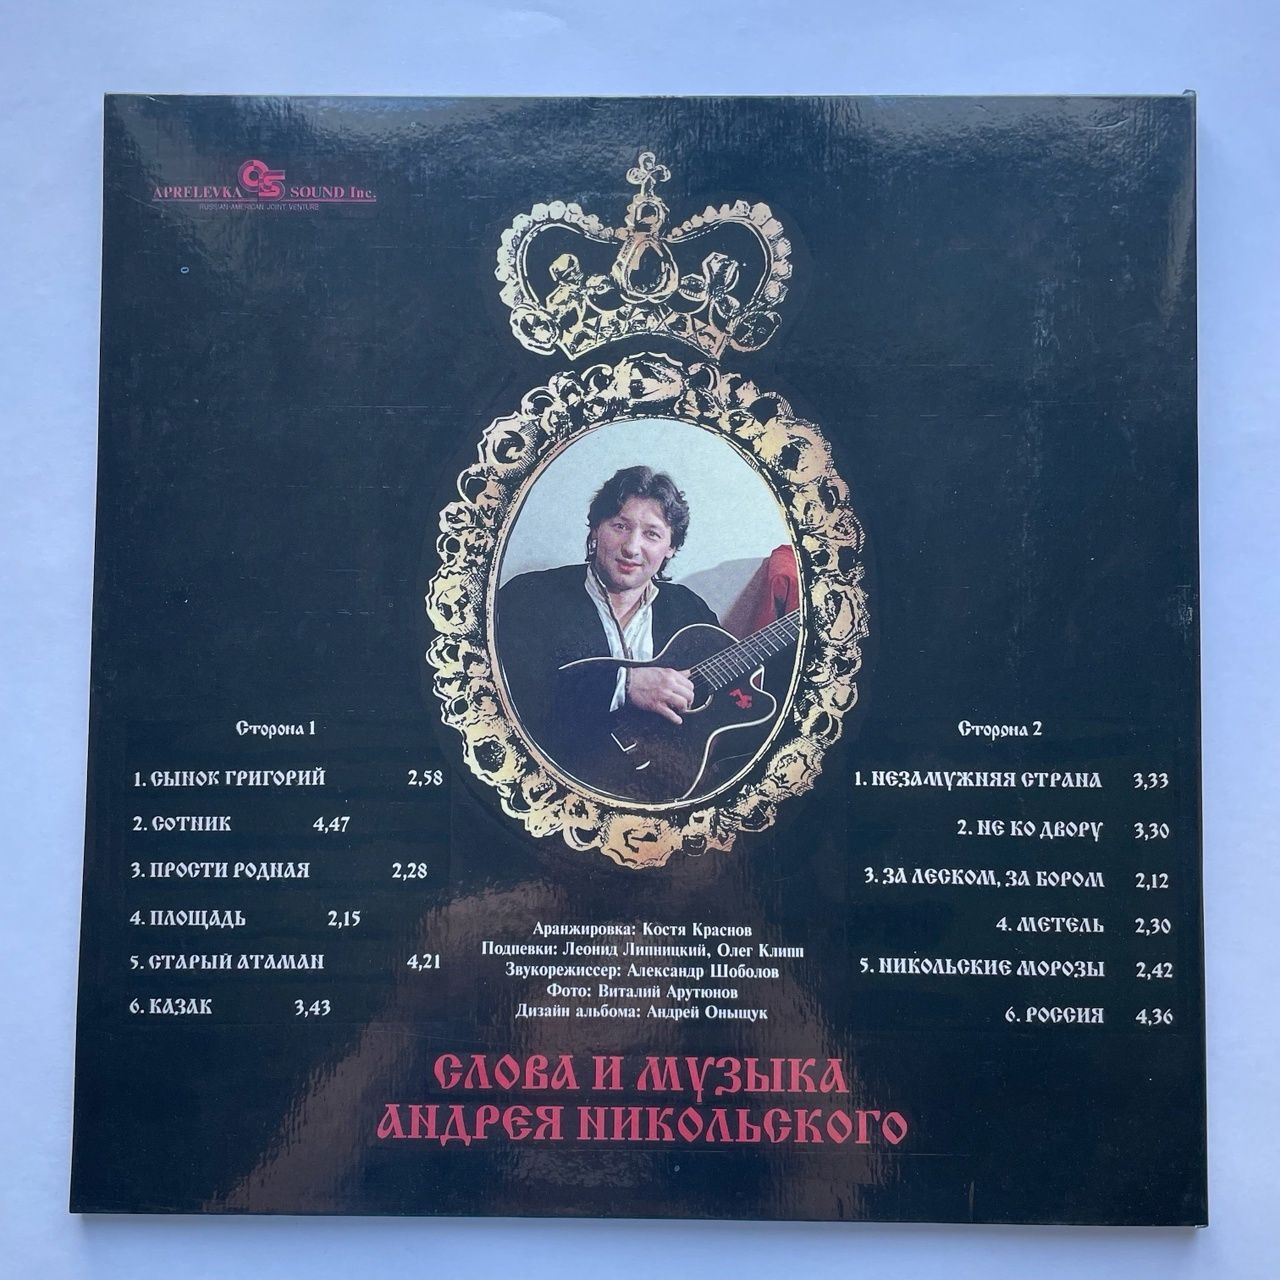 APRELEVKA SOUND Inc.
RUSSIAN-AMERICAN JOINT VENTURE
Сторона 1
1. СЫНОК ГРИГОРИЙ 2,58
2. СОТНИК 4,47
3. ПРОСТИ РОДНАЯ 2,28
4. ПЛОЩАДЬ 2,15
5. СТАРЫЙ АТАМАН 4,21
6. КАЗАК 3,43
Сторона 2
1. НЕЗАМУЖНЯЯ СТРАНА 3,33
2. НЕ КО ДВОРУ 3,30
3. ЗА ЛЕСКОМ, ЗА БОРОМ 2,12
4. МЕТЕЛЬ 2,30
5. НИКОЛЬСКИЕ МОРОЗЫ 2,42
6. РОССИЯ 4,36
Аранжировка: Костя Краснов
Подпевки: Леонид Липницкий, Олег Клипп
Звукорежиссер: Александр Шоболов
Фото: Виталий Арутюнов
Дизайн альбома: Андрей Оныщук
СЛОВА И МУЗЫКА
АНДРЕЯ НИКОЛЬСКОГО